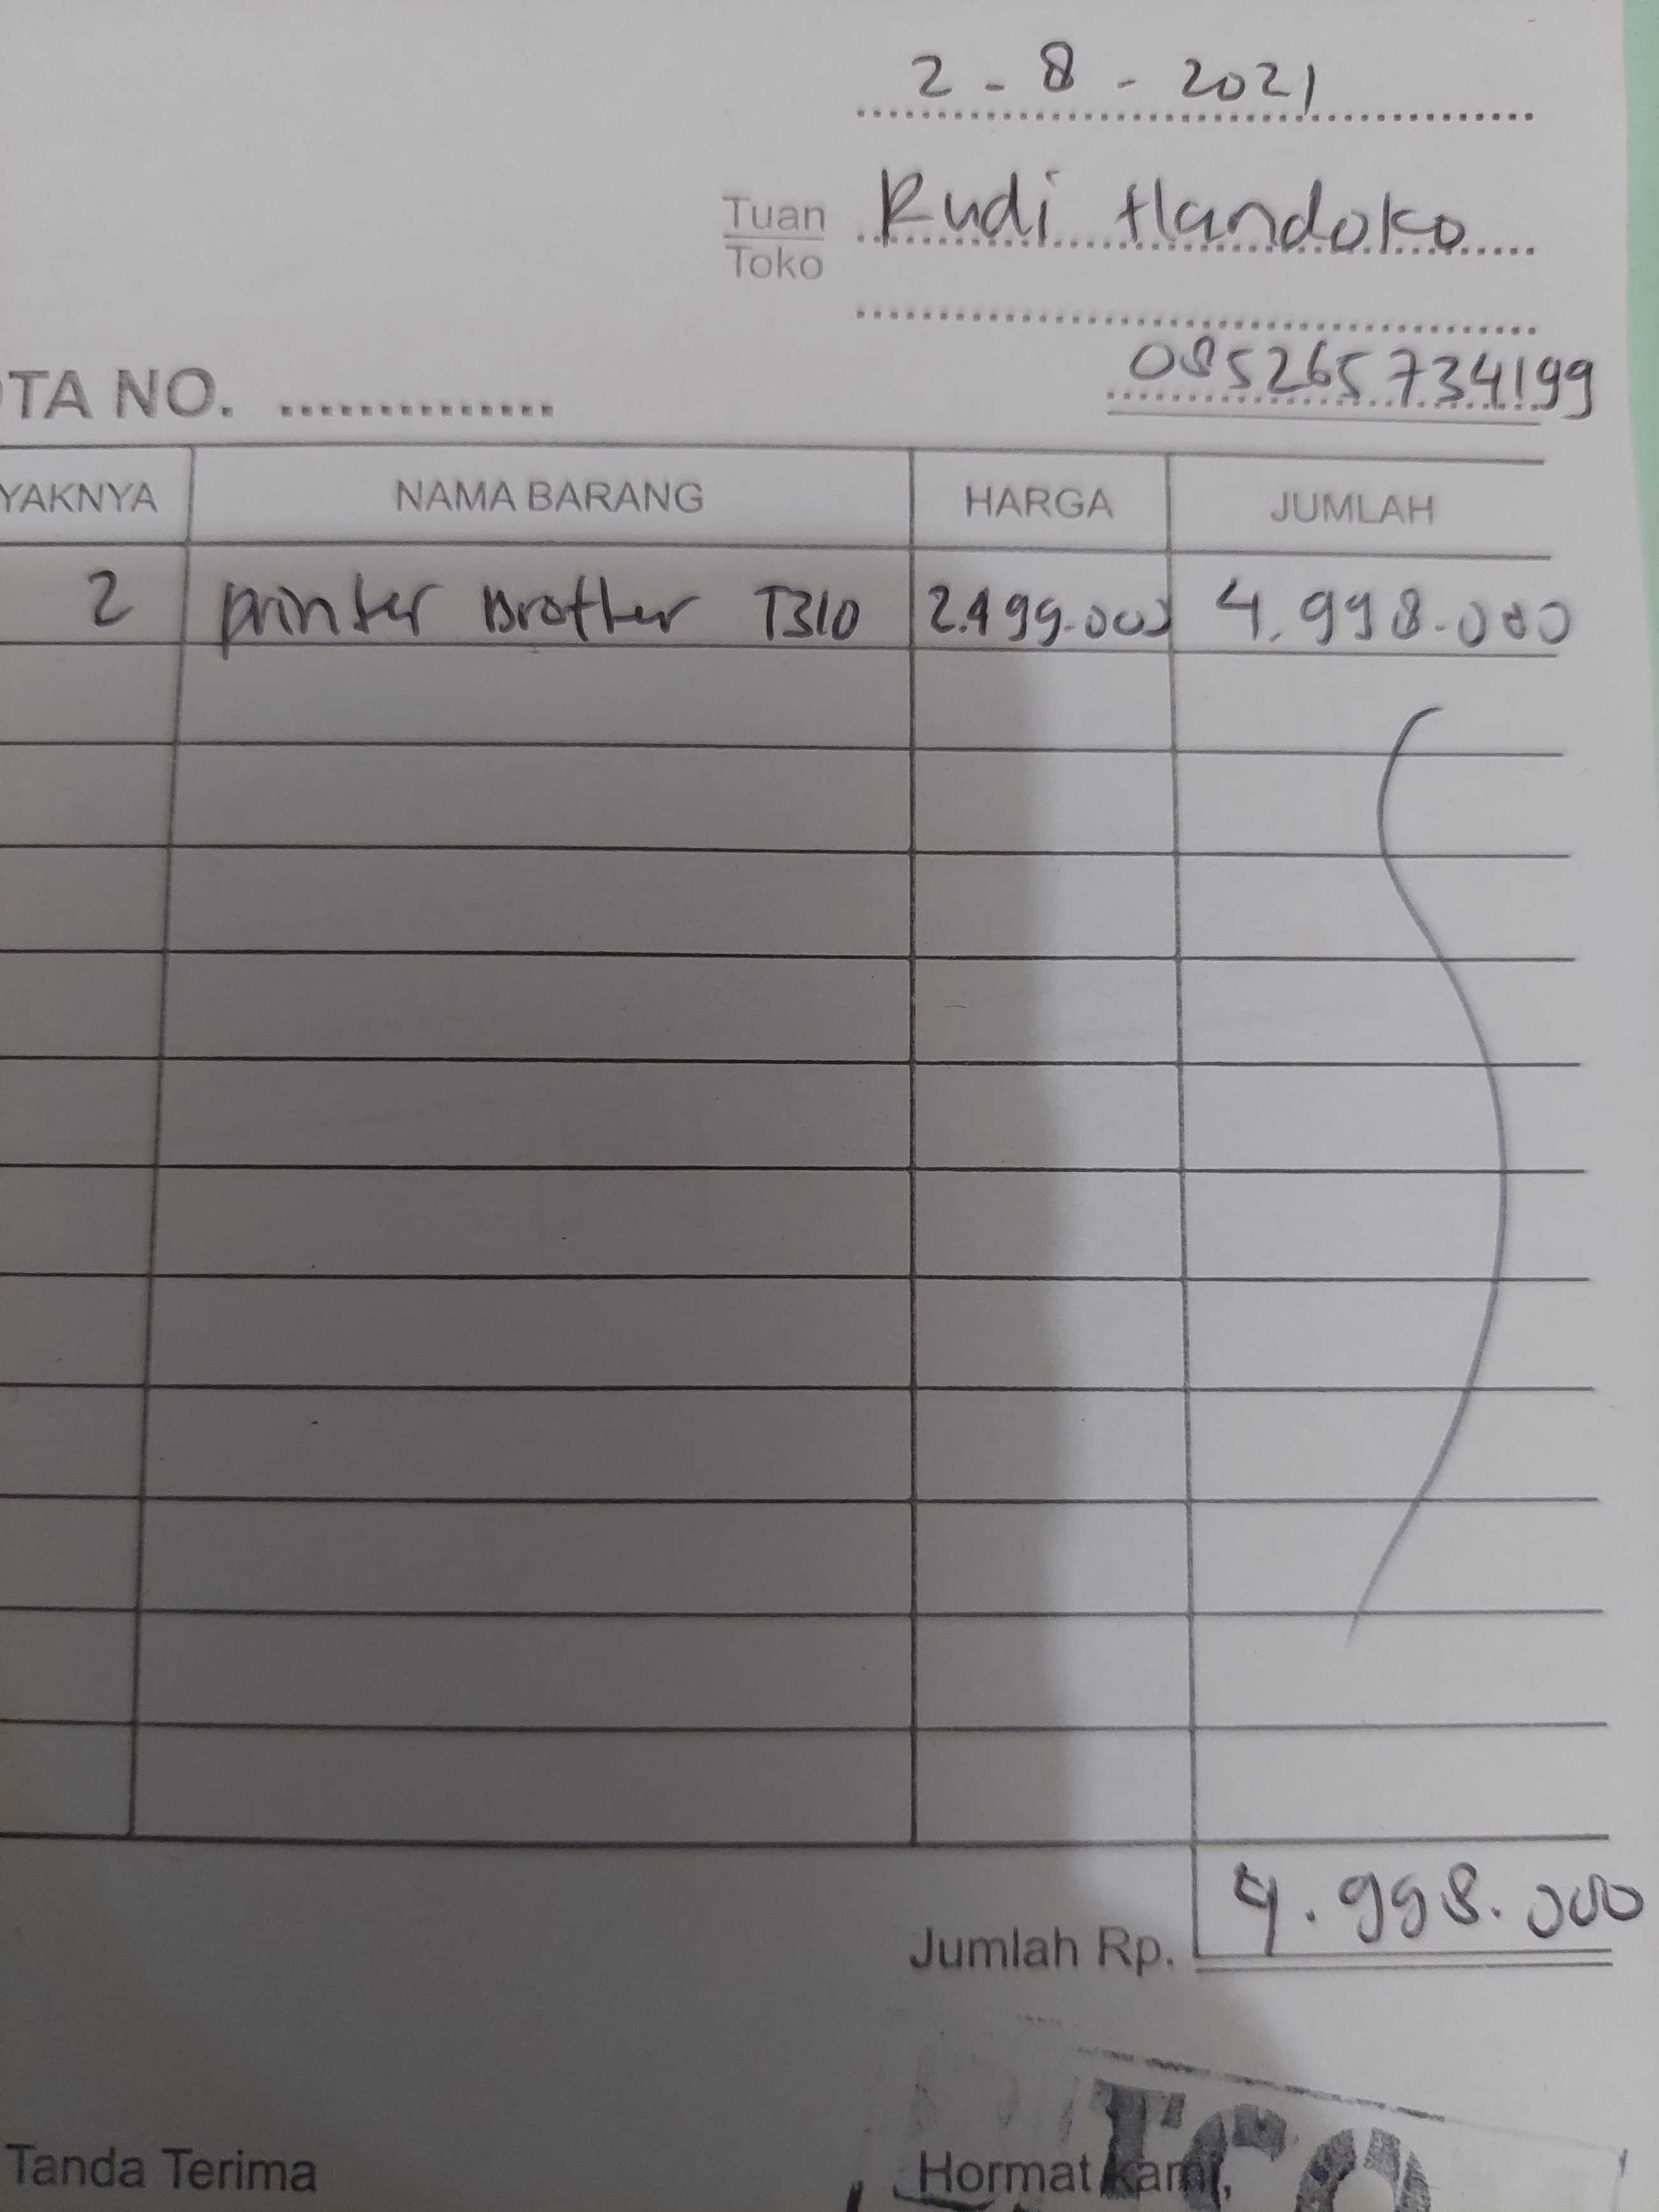 2 - 8 - 2021
Tuan Rudi Handoko
Toko
085265734199
TA NO. ..............
YAKNYA NAMA BARANG HARGA JUMLAH
2 printer Brother T310 2.499.000 4.998.000
Jumlah Rp. 4.998.000
Tanda Terima Hormat kami,